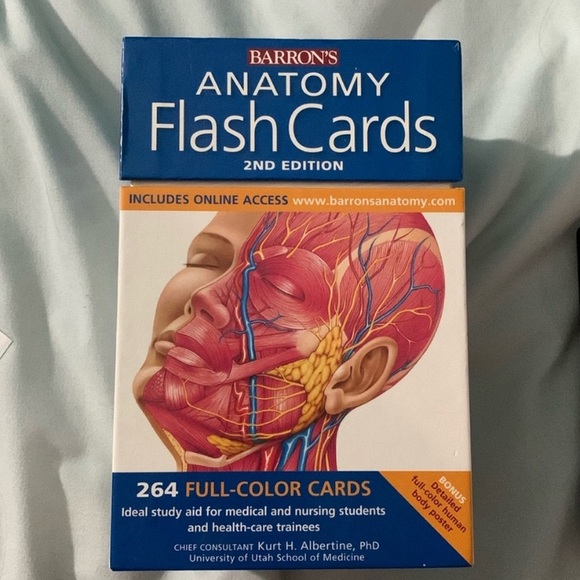 BARRON'S
ANATOMY
Flash Cards
2ND EDITION
INCLUDES ONLINE ACCESS www.barronsanatomy.com
264 FULL-COLOR CARDS
Ideal study aid for medical and nursing students
and health-care trainees
CHIEF CONSULTANT Kurt H. Albertine, PhD
University of Utah School of Medicine
BONUS
Detailed
full-color human
body poster